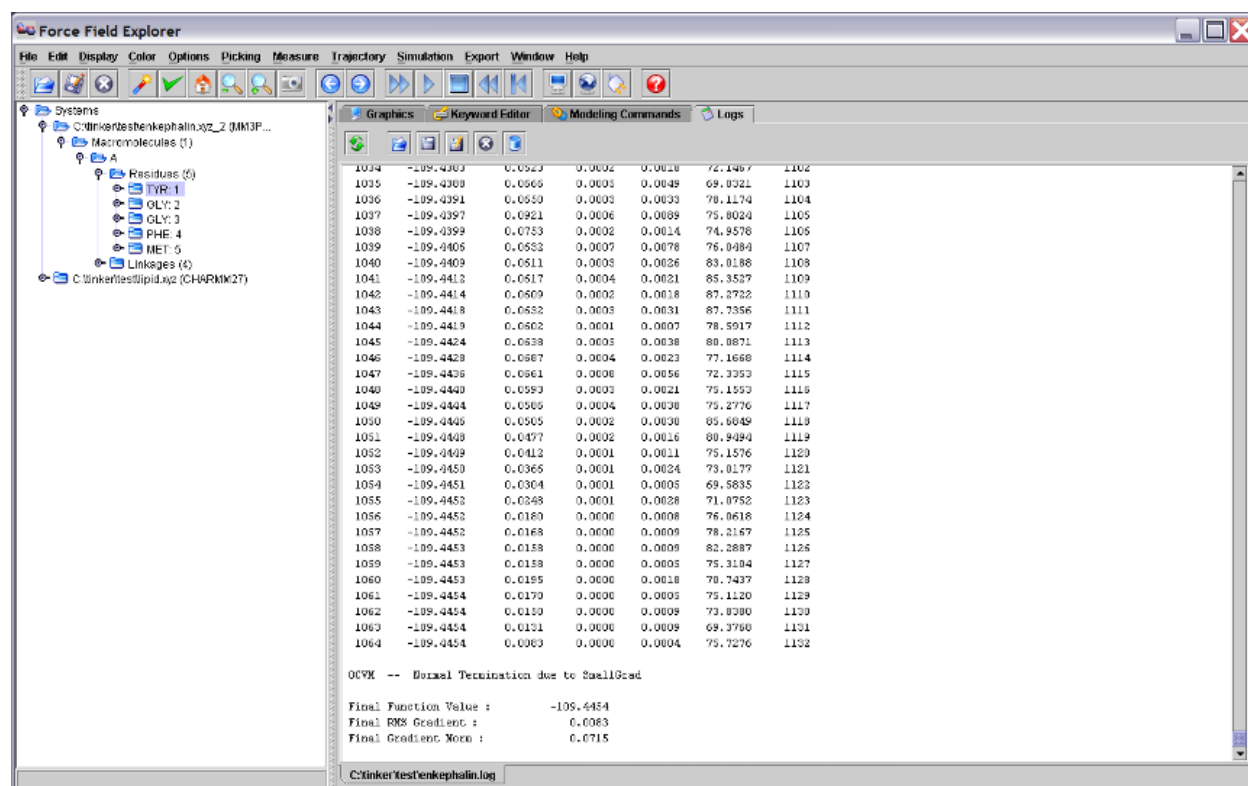 Force Field Explorer
File Edit Display Color Options Picking Measure Trajectory Simulation Export Window Help
Systems
C:\tinker\test\enkephalin.xyz_2 (MM3P...
Macromolecules (1)
A
Residues (5)
TYR: 1
GLY: 2
GLY: 3
PHE: 4
MET: 5
Linkages (4)
C:\tinker\test\lipid.xyz (CHARMM27)
Graphics Keyword Editor Modeling Commands Logs
1034 -109.4383 0.0523 0.0002 0.0018 72.1467 1102
1035 -109.4388 0.0666 0.0005 0.0049 69.8321 1103
1036 -109.4391 0.0650 0.0003 0.0033 78.1174 1104
1037 -109.4397 0.0921 0.0006 0.0089 75.8024 1105
1038 -109.4399 0.0753 0.0002 0.0014 74.9578 1106
1039 -109.4406 0.0632 0.0007 0.0078 76.0484 1107
1040 -109.4409 0.0611 0.0003 0.0026 83.0188 1108
1041 -109.4412 0.0617 0.0004 0.0021 85.3527 1109
1042 -109.4414 0.0609 0.0002 0.0018 87.2722 1110
1043 -109.4418 0.0632 0.0003 0.0031 87.7356 1111
1044 -109.4419 0.0602 0.0001 0.0007 78.5917 1112
1045 -109.4424 0.0638 0.0005 0.0038 80.0871 1113
1046 -109.4428 0.0687 0.0004 0.0023 77.1668 1114
1047 -109.4436 0.0661 0.0008 0.0056 72.3353 1115
1048 -109.4440 0.0593 0.0003 0.0021 75.1553 1116
1049 -109.4444 0.0586 0.0004 0.0038 75.2776 1117
1050 -109.4446 0.0505 0.0002 0.0030 85.6849 1118
1051 -109.4448 0.0477 0.0002 0.0016 80.9494 1119
1052 -109.4449 0.0412 0.0001 0.0011 75.1576 1120
1053 -109.4450 0.0366 0.0001 0.0024 73.0177 1121
1054 -109.4451 0.0304 0.0001 0.0005 69.5835 1122
1055 -109.4452 0.0248 0.0001 0.0028 71.0752 1123
1056 -109.4452 0.0180 0.0000 0.0008 76.0618 1124
1057 -109.4452 0.0168 0.0000 0.0009 78.2167 1125
1058 -109.4453 0.0158 0.0000 0.0009 82.2887 1126
1059 -109.4453 0.0158 0.0000 0.0005 75.3104 1127
1060 -109.4453 0.0195 0.0000 0.0018 70.7437 1128
1061 -109.4454 0.0170 0.0000 0.0005 75.1120 1129
1062 -109.4454 0.0150 0.0000 0.0009 73.8380 1130
1063 -109.4454 0.0131 0.0000 0.0009 69.3768 1131
1064 -109.4454 0.0083 0.0000 0.0004 75.7276 1132
OCVM -- Normal Termination due to SmallGrad
Final Function Value : -109.4454
Final RMS Gradient : 0.0083
Final Gradient Norm : 0.0715
C:\tinker\test\enkephalin.log